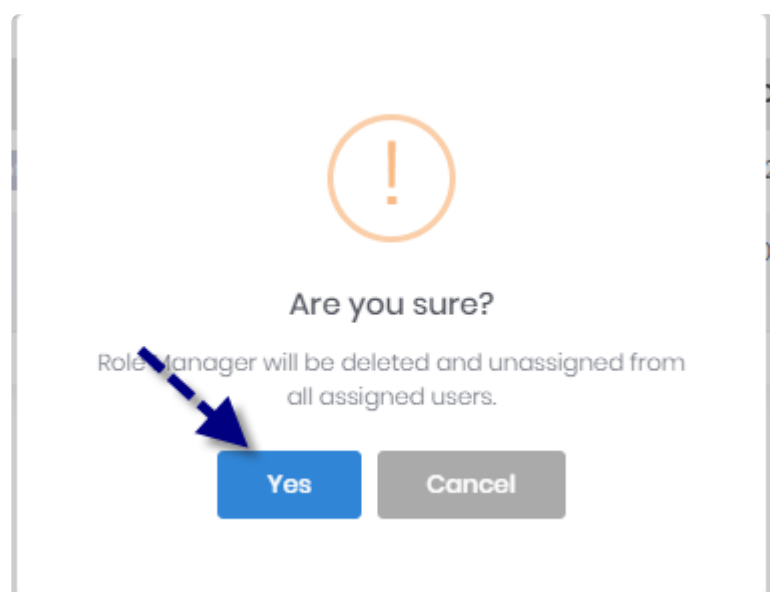 !
Are you sure?
Role Manager will be deleted and unassigned from
all assigned users.
Yes
Cancel